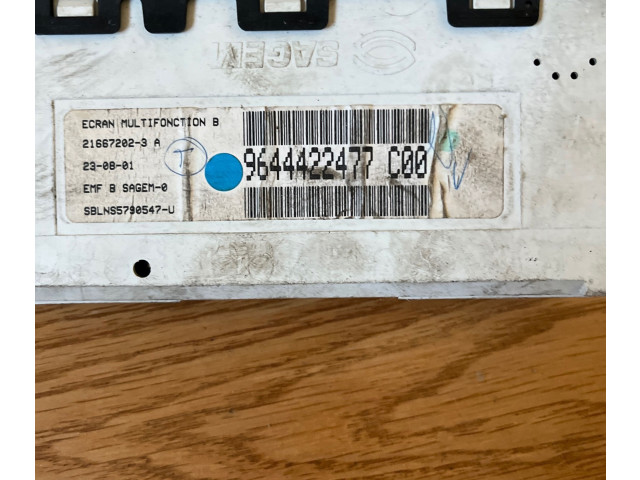 SAGEM
ECRAN MULTIFONCTION B
21667202-3 A
23-08-01
EMF B SAGEM-0
SBLNS5790547-U
T
9644422477 C00